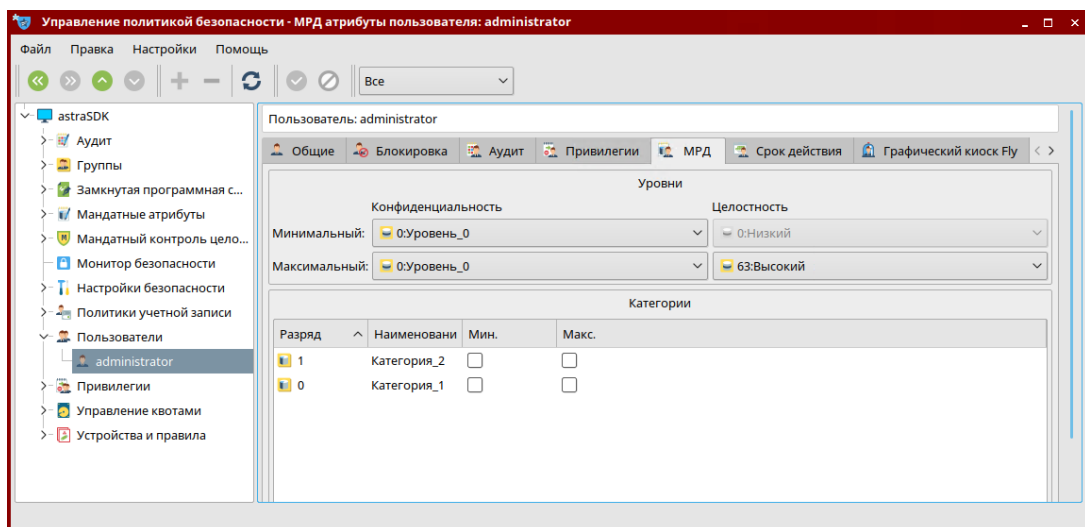 Управление политикой безопасности - МРД атрибуты пользователя: administrator
Файл Правка Настройки Помощь
Все
astraSDK
Аудит
Группы
Замкнутая программная с...
Мандатные атрибуты
Мандатный контроль цело...
Монитор безопасности
Настройки безопасности
Политики учетной записи
Пользователи
administrator
Привилегии
Управление квотами
Устройства и правила
Пользователь: administrator
Общие Блокировка Аудит Привилегии МРД Срок действия Графический киоск Fly
Уровни
Конфиденциальность Целостность
Минимальный: 0:Уровень_0 0:Низкий
Максимальный: 0:Уровень_0 63:Высокий
Категории
Разряд Наименовани Мин. Макс.
1 Категория_2
0 Категория_1